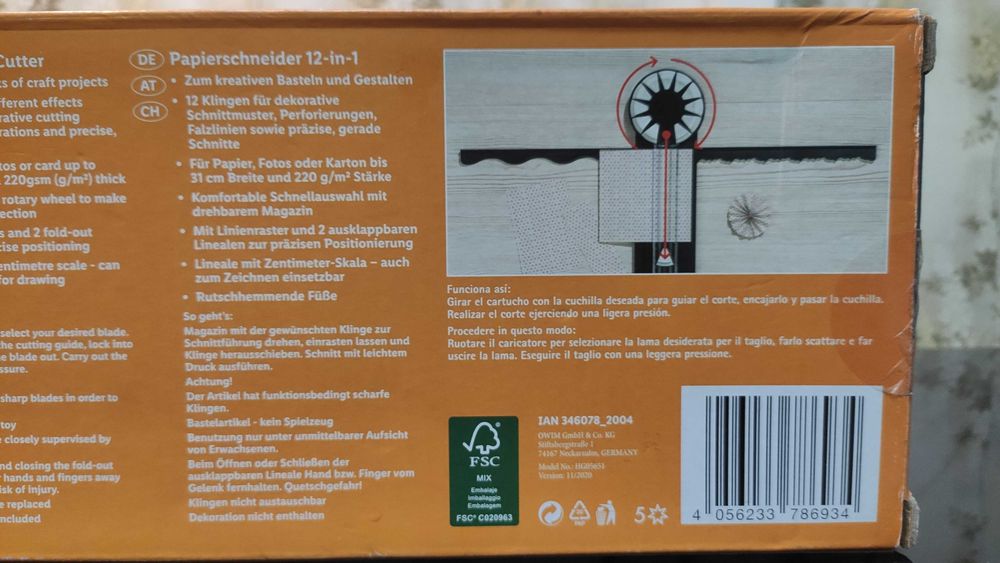 Cutter
ts of craft projects
fferent effects
rative cutting
rations and precise,
otos or card up to
220gsm (g/m²) thick
rotary wheel to make
ection
s and 2 fold-out
cise positioning
entimetre scale - can
for drawing
select your desired blade.
the cutting guide, lock into
e blade out. Carry out the
ssure.
sharp blades in order to
toy
e closely supervised by
nd closing the fold-out
r hands and fingers away
risk of injury.
e replaced
ncluded
DE
AT
CH
Papierschneider 12-in-1
• Zum kreativen Basteln und Gestalten
• 12 Klingen für dekorative
Schnittmuster, Perforierungen,
Falzlinien sowie präzise, gerade
Schnitte
• Für Papier, Fotos oder Karton bis
31 cm Breite und 220 g/m² Stärke
• Komfortable Schnellauswahl mit
drehbarem Magazin
• Mit Linienraster und 2 ausklappbaren
Linealen zur präzisen Positionierung
• Lineale mit Zentimeter-Skala – auch
zum Zeichnen einsetzbar
• Rutschhemmende Füße
So geht's:
Magazin mit der gewünschten Klinge zur
Schnittführung drehen, einrasten lassen und
Klinge herausschieben. Schnitt mit leichtem
Druck ausführen.
Achtung!
Der Artikel hat funktionsbedingt scharfe
Klingen.
Bastelartikel - kein Spielzeug
Benutzung nur unter unmittelbarer Aufsicht
von Erwachsenen.
Beim Öffnen oder Schließen der
ausklappbaren Lineale Hand bzw. Finger vom
Gelenk fernhalten. Quetschgefahr!
Klingen nicht austauschbar
Dekoration nicht enthalten
Funciona así:
Girar el cartucho con la cuchilla deseada para guiar el corte, encajarlo y pasar la cuchilla.
Realizar el corte ejerciendo una ligera presión.
Procedere in questo modo:
Ruotare il caricatore per selezionare la lama desiderata per il taglio, farlo scattare e far
uscire la lama. Eseguire il taglio con una leggera pressione.
FSC
MIX
Embalaje
Imballaggio
Embalagem
FSC® C020963
IAN 346078_2004
OWIM GmbH & Co. KG
Stiftsbergstraße 1
74167 Neckarsulm, GERMANY
Model No.: HG05651
Version: 11/2020
20
PAP
5
4 056233 786934